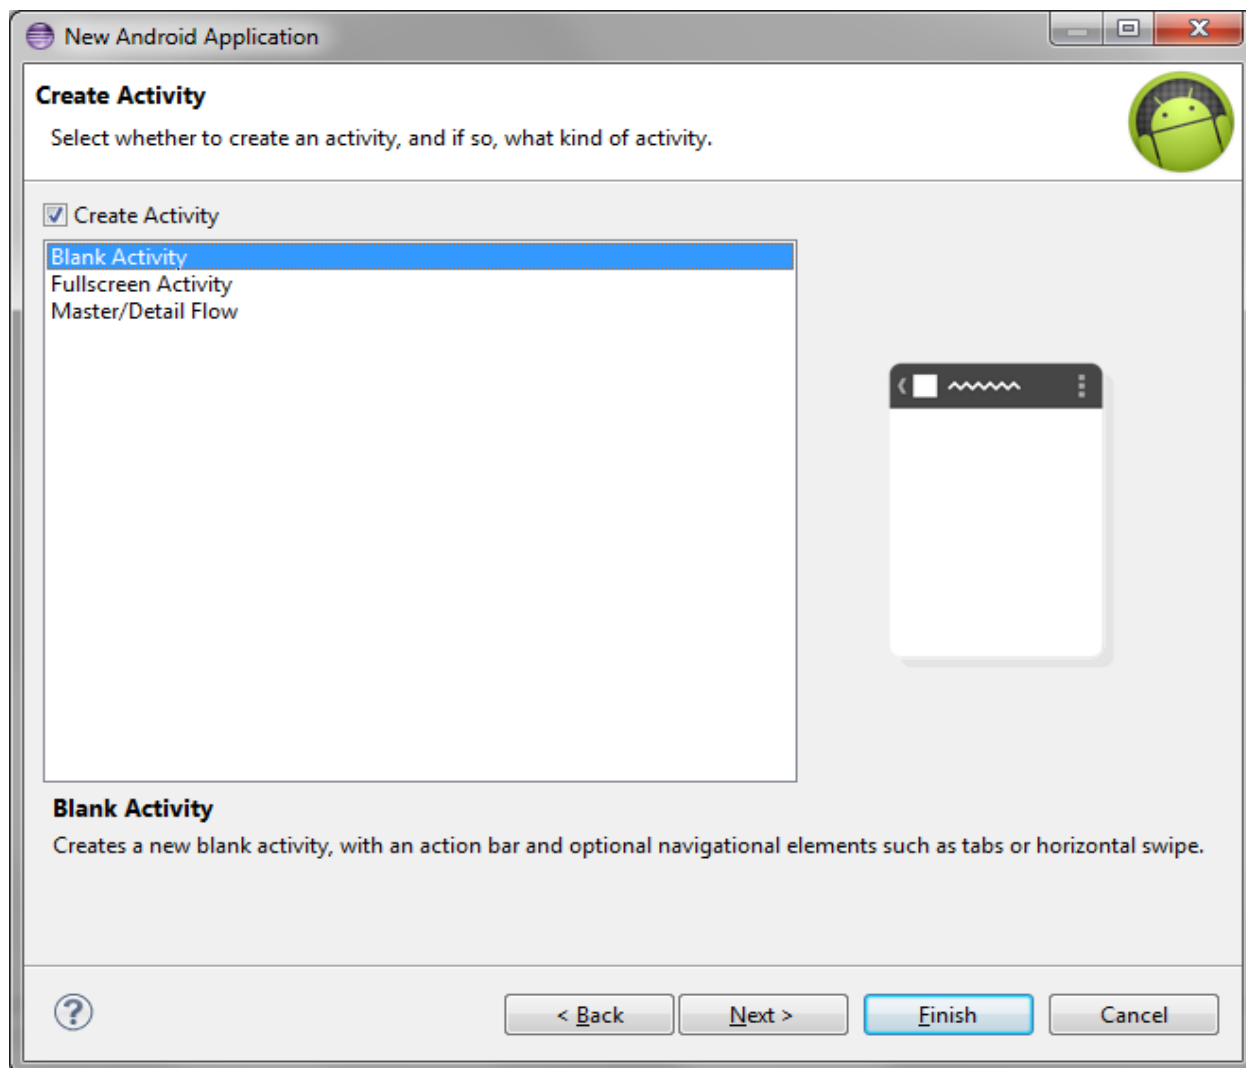 New Android Application
Create Activity
Select whether to create an activity, and if so, what kind of activity.
Create Activity
Blank Activity
Fullscreen Activity
Master/Detail Flow
Blank Activity
Creates a new blank activity, with an action bar and optional navigational elements such as tabs or horizontal swipe.
? < Back Next > Finish Cancel